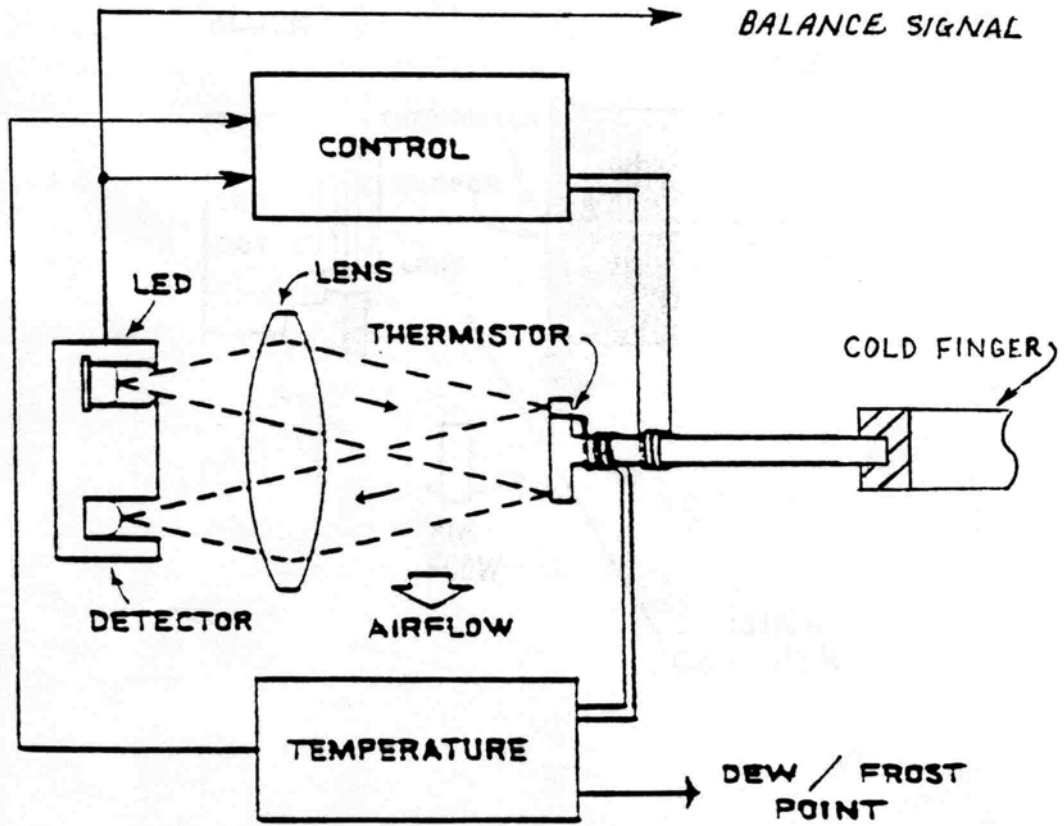 BALANCE SIGNAL
CONTROL
LED
LENS
THERMISTOR
COLD FINGER
DETECTOR
AIRFLOW
TEMPERATURE
DEW / FROST
POINT